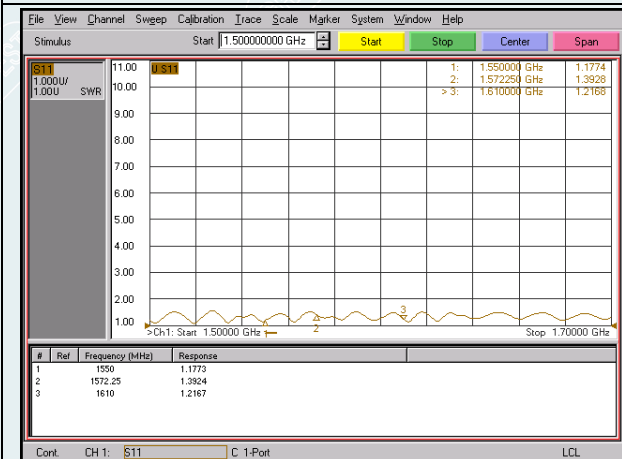 File View Channel Sweep Calibration Trace Scale Marker System Window Help
Stimulus Start 1.500000000 GHz Start Stop Center Span
S11
1.000U/
1.00U SWR
11.00
10.00
9.00
8.00
7.00
6.00
5.00
4.00
3.00
2.00
1.00
U S11
1: 1.550000 GHz 1.1774
2: 1.572250 GHz 1.3928
> 3: 1.610000 GHz 1.2168
1
2
3
>Ch1: Start 1.50000 GHz Stop 1.70000 GHz
# Ref Frequency (MHz) Response
1 1550 1.1773
2 1572.25 1.3924
3 1610 1.2167
Cont. CH 1: S11 C 1-Port LCL